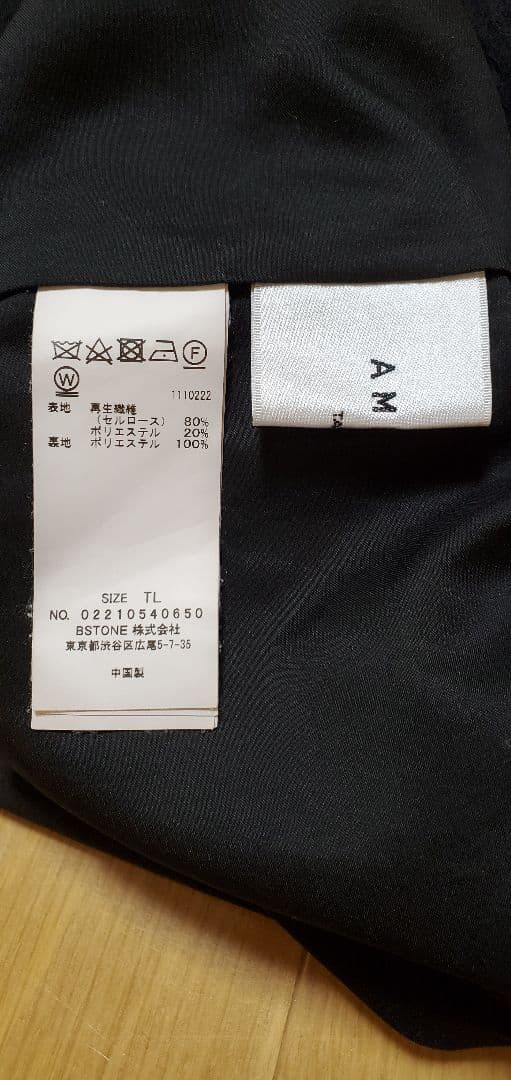 F
W
1110222
表地 再生繊維
(セルロース) 80%
ポリエステル 20%
裏地 ポリエステル 100%
SIZE TL
NO. 02210540650
BSTONE 株式会社
東京都渋谷区広尾5-7-35
中国製
AM
TA